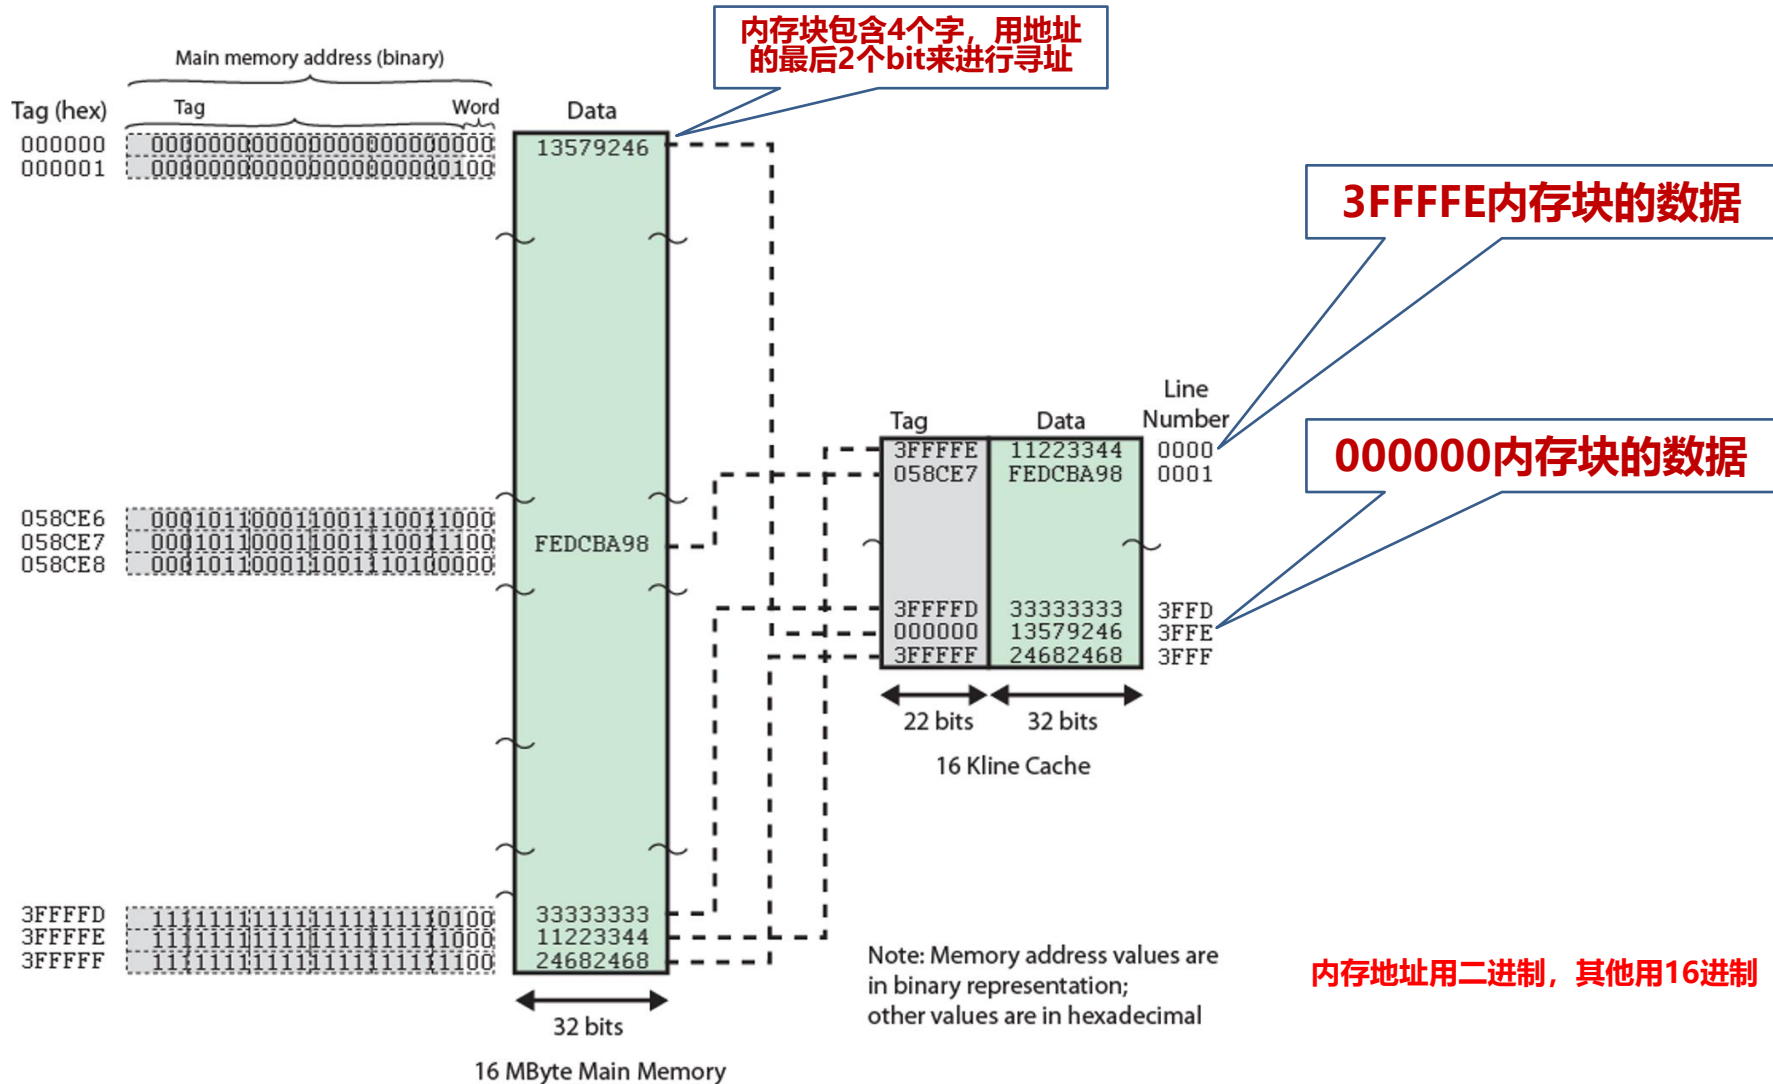 内存块包含4个字，用地址
的最后2个bit来进行寻址
Main memory address (binary)
Tag (hex)
Tag
Word
Data
000000 000000000000000000000000 13579246
000001 000000000000000000000100
3FFFFE内存块的数据
Line
Number
Tag
Data
3FFFFE 11223344 0000
058CE7 FEDCBA98 0001
000000内存块的数据
058CE6 000101100011001110011000
058CE7 000101100011001110011100 FEDCBA98
058CE8 000101100011001110100000
3FFFFD 33333333 3FFD
000000 13579246 3FFE
3FFFFF 24682468 3FFF
22 bits
32 bits
16 Kline Cache
3FFFFD 111111111111111111110100 33333333
3FFFFE 111111111111111111111000 11223344
3FFFFF 111111111111111111111100 24682468
32 bits
16 MByte Main Memory
Note: Memory address values are
in binary representation;
other values are in hexadecimal
内存地址用二进制，其他用16进制